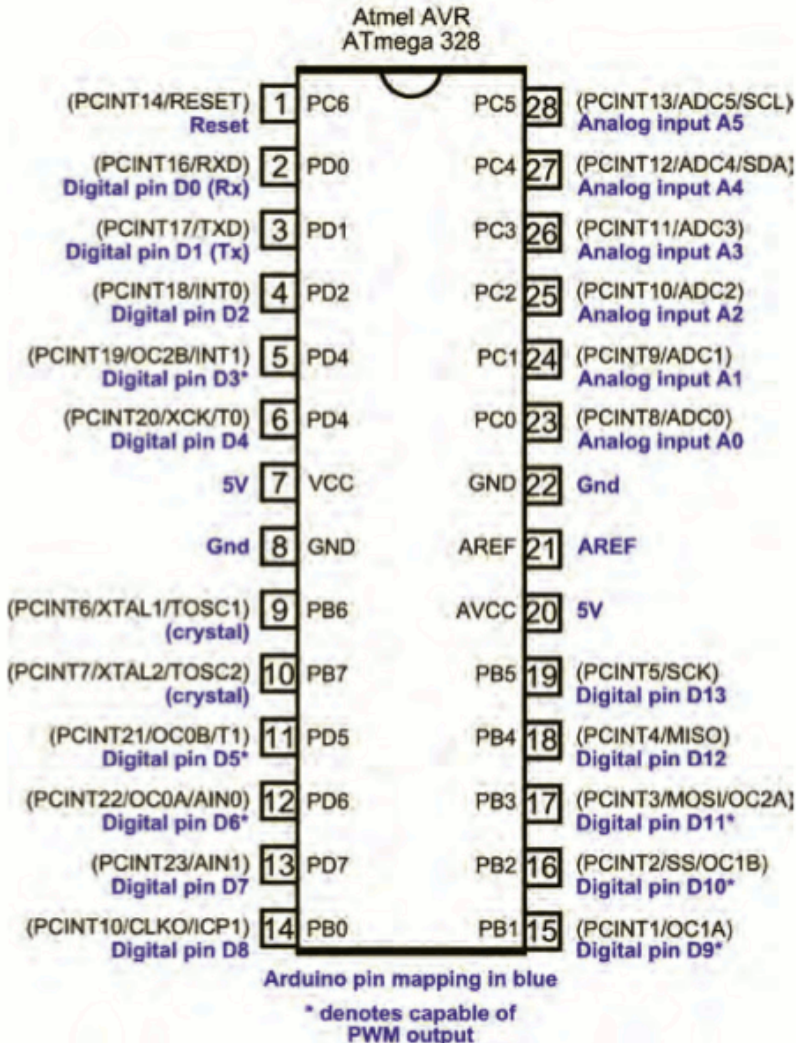 Atmel AVR
ATmega 328
(PCINT14/RESET) 1 PC6
Reset
(PCINT16/RXD) 2 PD0
Digital pin D0 (Rx)
(PCINT17/TXD) 3 PD1
Digital pin D1 (Tx)
(PCINT18/INT0) 4 PD2
Digital pin D2
(PCINT19/OC2B/INT1) 5 PD4
Digital pin D3*
(PCINT20/XCK/T0) 6 PD4
Digital pin D4
5V 7 VCC
Gnd 8 GND
(PCINT6/XTAL1/TOSC1) 9 PB6
(crystal)
(PCINT7/XTAL2/TOSC2) 10 PB7
(crystal)
(PCINT21/OC0B/T1) 11 PD5
Digital pin D5*
(PCINT22/OC0A/AIN0) 12 PD6
Digital pin D6*
(PCINT23/AIN1) 13 PD7
Digital pin D7
(PCINT10/CLKO/ICP1) 14 PB0
Digital pin D8
PC5 28 (PCINT13/ADC5/SCL)
Analog input A5
PC4 27 (PCINT12/ADC4/SDA)
Analog input A4
PC3 26 (PCINT11/ADC3)
Analog input A3
PC2 25 (PCINT10/ADC2)
Analog input A2
PC1 24 (PCINT9/ADC1)
Analog input A1
PC0 23 (PCINT8/ADC0)
Analog input A0
GND 22 Gnd
AREF 21 AREF
AVCC 20 5V
PB5 19 (PCINT5/SCK)
Digital pin D13
PB4 18 (PCINT4/MISO)
Digital pin D12
PB3 17 (PCINT3/MOSI/OC2A)
Digital pin D11*
PB2 16 (PCINT2/SS/OC1B)
Digital pin D10*
PB1 15 (PCINT1/OC1A)
Digital pin D9*
Arduino pin mapping in blue
* denotes capable of
PWM output